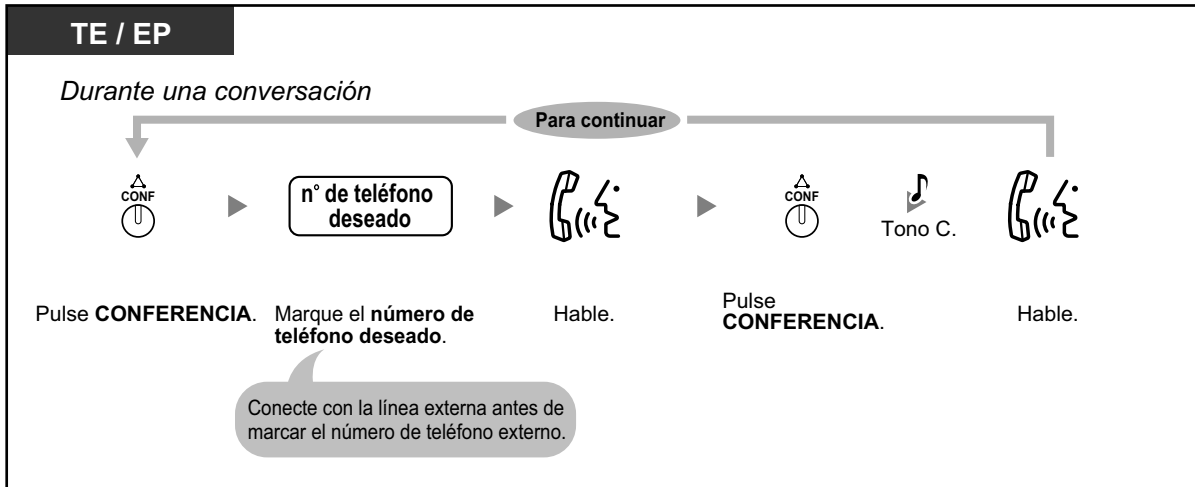 TE / EP
Durante una conversación
Para continuar
CONF
n° de teléfono
deseado
CONF
Tono C.
Pulse CONFERENCIA.
Marque el número de
teléfono deseado.
Hable.
Pulse
CONFERENCIA.
Hable.
Conecte con la línea externa antes de
marcar el número de teléfono externo.